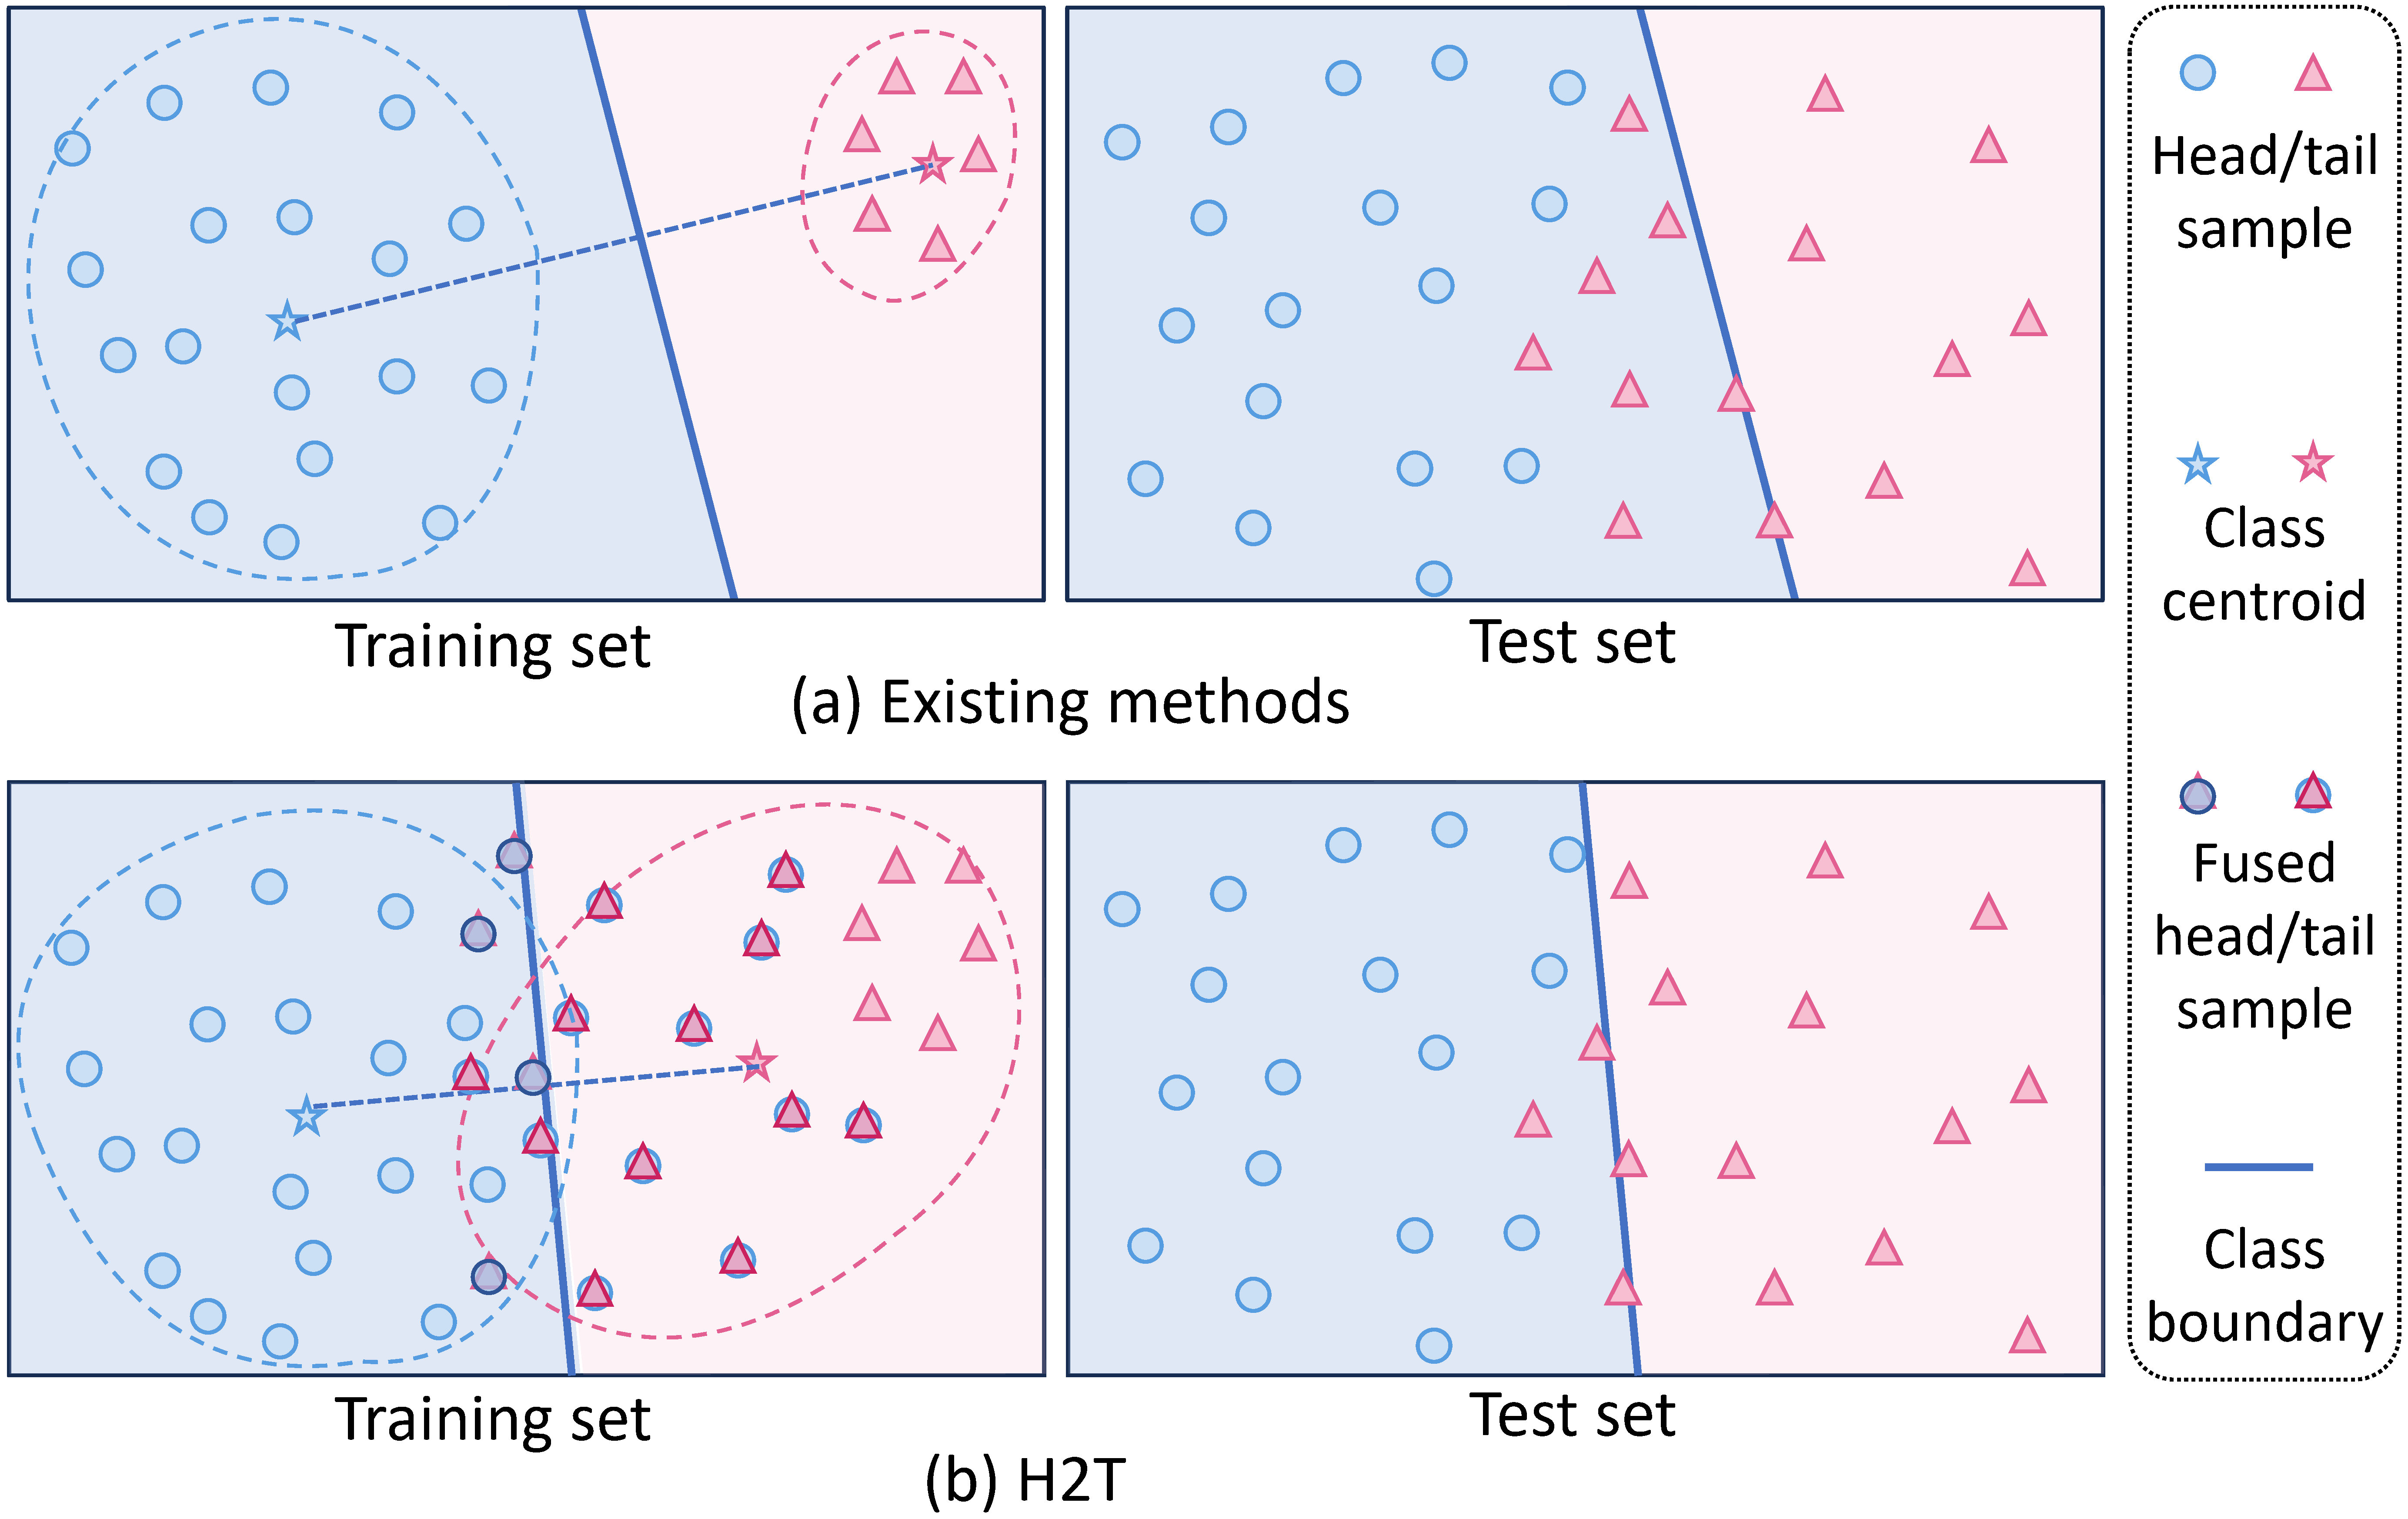 Training set
Test set
(a) Existing methods
Training set
Test set
(b) H2T
Head/tail
sample
Class
centroid
Fused
head/tail
sample
Class
boundary